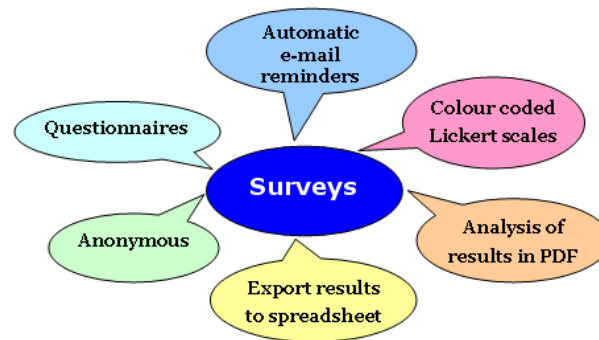 Automatic
e-mail
reminders
Colour coded
Lickert scales
Questionnaires
Surveys
Anonymous
Analysis of
results in PDF
Export results
to spreadsheet